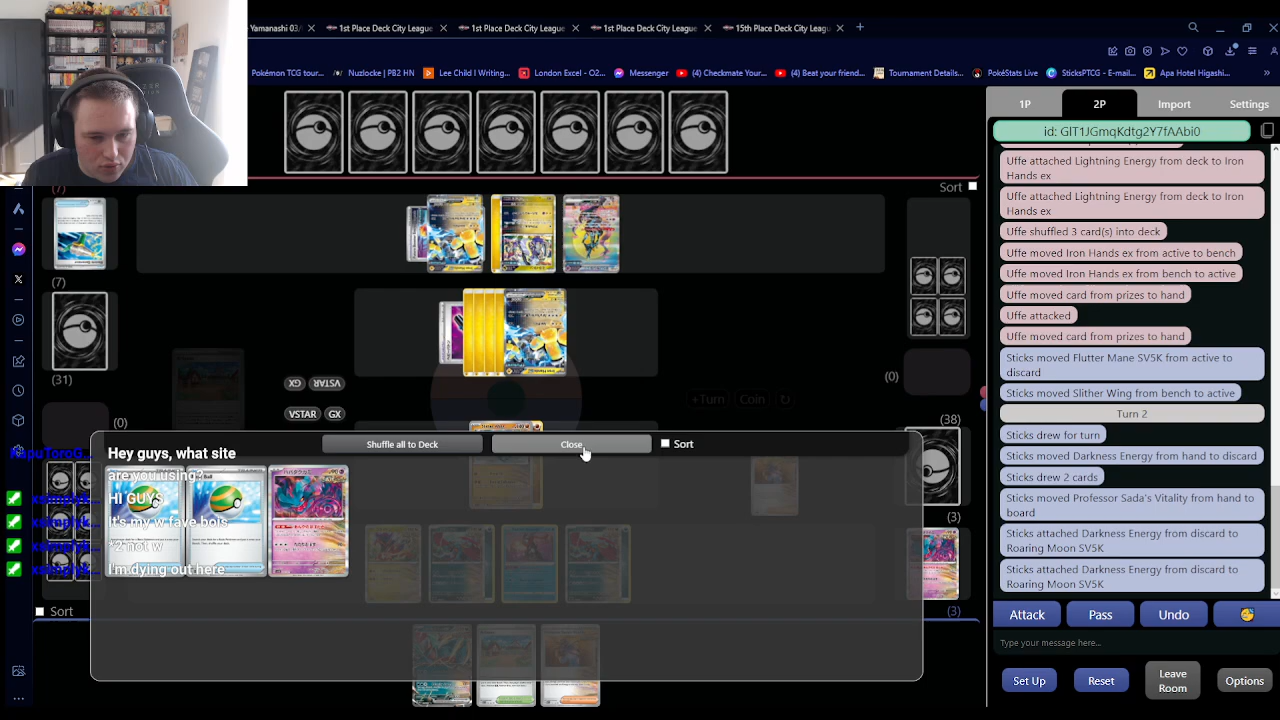 Yamanashi 03/
1st Place Deck City League
1st Place Deck City League
1st Place Deck City League
15th Place Deck City Leagu
Pokémon TCG tour...
Nuzlocke | PB2 HN
Lee Child I Writing...
London Excel - O2...
Messenger
(4) Checkmate Your...
(4) Beat your friend...
Tournament Details...
PokéStats Live
SticksPTCG - E-mail...
Apa Hotel Higashi...
1P
2P
Import
Settings
id: GIT1JGmqKdtg2Y7fAAbi0
Uffe attached Lightning Energy from deck to Iron
Hands ex
Uffe attached Lightning Energy from deck to Iron
Hands ex
Uffe shuffled 3 card(s) into deck
Uffe moved Iron Hands ex from active to
bench
Uffe moved Iron Hands ex from bench to active
Uffe moved card from prizes to hand
Uffe attacked
Uffe moved card from prizes to hand
Sticks moved Flutter Mane SV5K from active to
discard
Sticks moved Slither Wing from bench to active
Turn 2
Sticks drew for turn
Sticks moved Darkness Energy from hand to
discard
Sticks drew 2 cards
Sticks moved Professor Sada's Vitality from hand to
board
Sticks attached Darkness Energy from discard to
Roaring Moon SV5K
Sticks attached Darkness Energy from discard to
Roaring Moon SV5K
Attack
Pass
Undo
Type your message here...
Set Up
Reset
Leave
Room
Options
(7)
Sort
(7)
(31)
(0)
GX
VSTAR
VSTAR
GX
+Turn
Coin
(0)
(38)
(3)
(3)
Shuffle all to Deck
Close
Sort
Hey guys, what site
are you using?
HI GUYS
It's my w fave bois
*2 not w
I'm dying out here
Sort